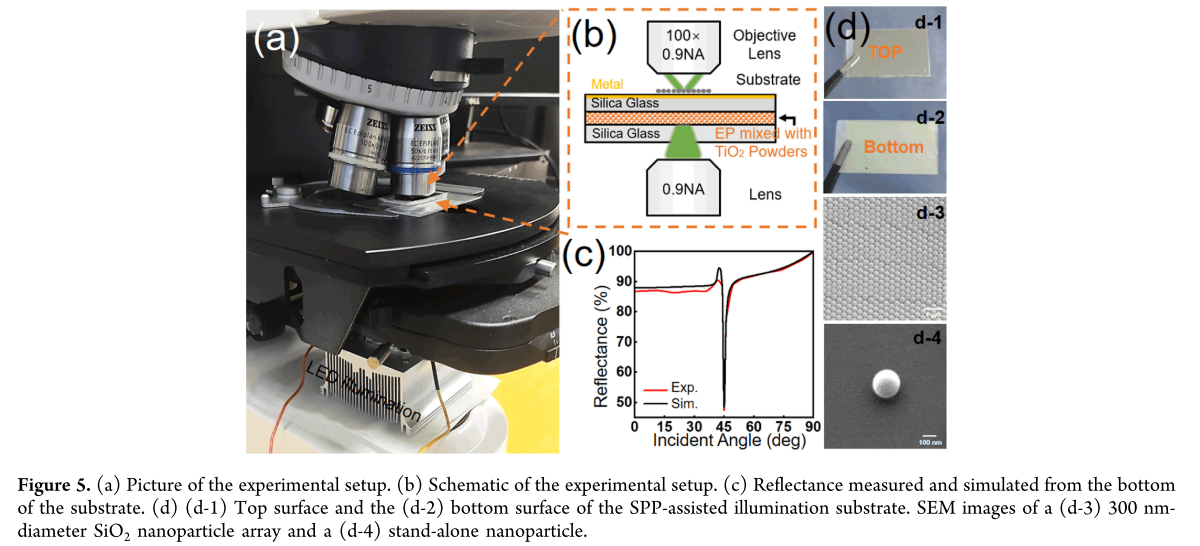 (a)
5
ZEISS
EC Epiplan
100x/
ZEISS
EC EPIPLAN
50x/0.75
LED illumination
(b)
100×
0.9NA
Objective
Lens
Metal
Substrate
Silica Glass
Silica Glass
EP mixed with
TiO₂ Powders
0.9NA
Lens
(c)
Reflectance (%)
100
90
80
70
60
50
Exp.
Sim.
0 15 30 45 60 75 90
Incident Angle (deg)
(d)
d-1
TOP
d-2
Bottom
d-3
d-4
100 nm
Figure 5. (a) Picture of the experimental setup. (b) Schematic of the experimental setup. (c) Reflectance measured and simulated from the bottom
of the substrate. (d) (d-1) Top surface and the (d-2) bottom surface of the SPP-assisted illumination substrate. SEM images of a (d-3) 300 nm-
diameter SiO₂ nanoparticle array and a (d-4) stand-alone nanoparticle.